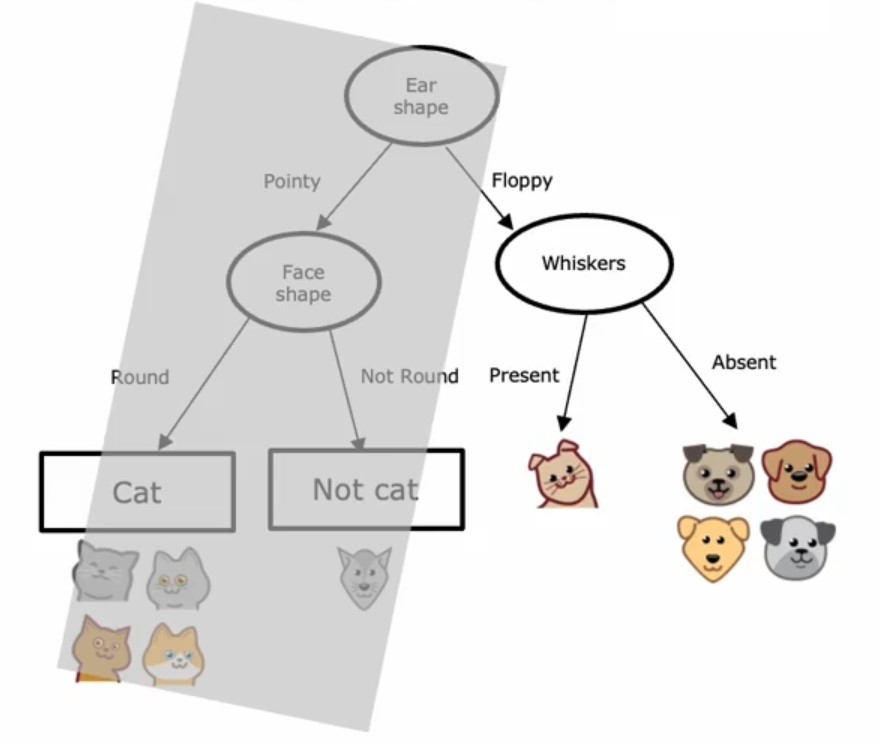 Ear
shape
Pointy
Floppy
Face
shape
Whiskers
Round
Not Round
Present
Absent
Cat
Not cat